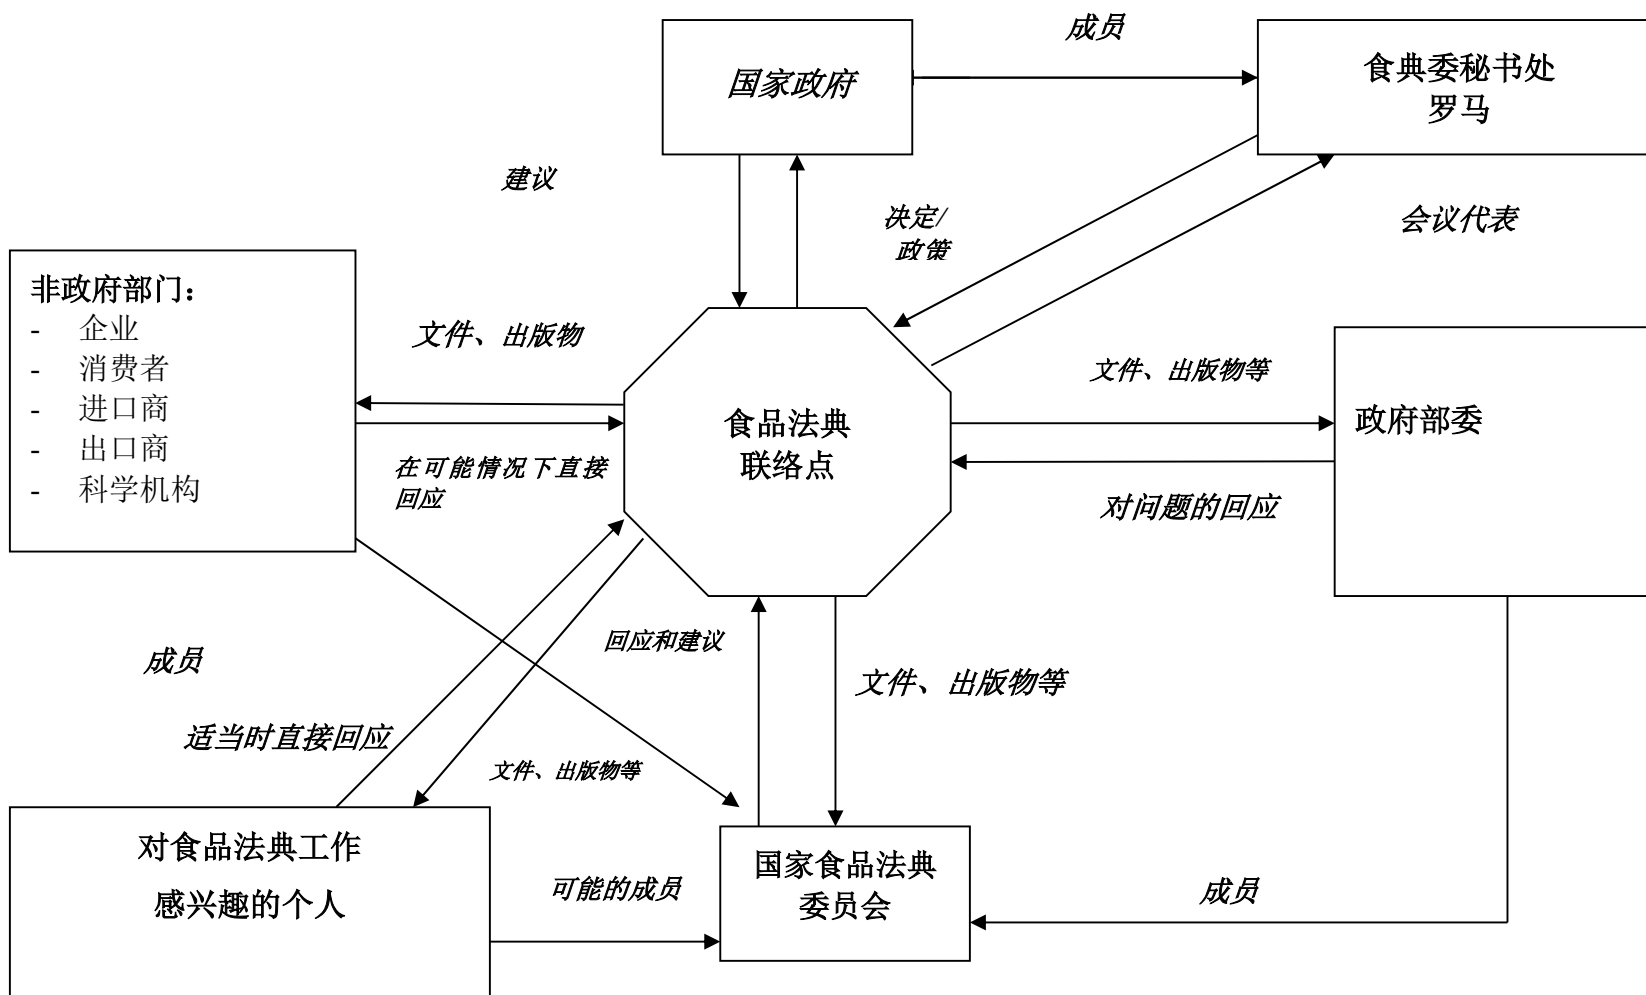 成员
国家政府
食典委秘书处
罗马
建议
决定/
政策
会议代表
非政府部门：
- 企业
- 消费者
- 进口商
- 出口商
- 科学机构
文件、出版物
文件、出版物等
食品法典
联络点
政府部委
在可能情况下直接
回应
对问题的回应
回应和建议
成员
文件、出版物等
适当时直接回应
文件、出版物等
对食品法典工作
感兴趣的个人
国家食品法典
委员会
可能的成员
成员